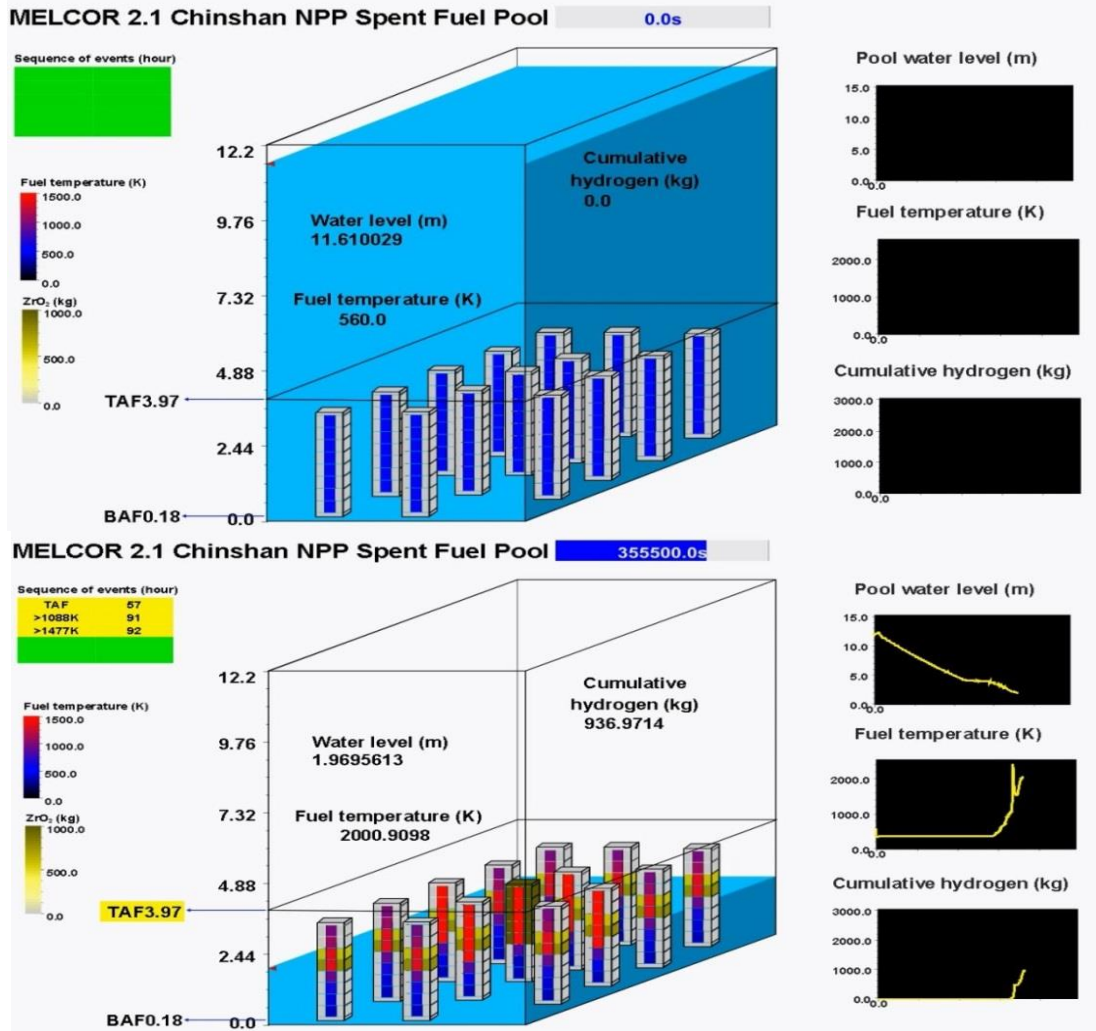 MELCOR 2.1 Chinshan NPP Spent Fuel Pool 0.0s
Sequence of events (hour)
Fuel temperature (K)
1500.0
1000.0
500.0
0.0
ZrO₂ (kg)
1000.0
500.0
0.0
12.2
9.76
7.32
4.88
TAF3.97
2.44
BAF0.18
0.0
Cumulative
hydrogen (kg)
0.0
Water level (m)
11.610029
Fuel temperature (K)
560.0
Pool water level (m)
15.0
10.0
5.0
0.0
0.0
Fuel temperature (K)
2000.0
1000.0
0.0
0.0
Cumulative hydrogen (kg)
3000.0
2000.0
1000.0
0.0
0.0
MELCOR 2.1 Chinshan NPP Spent Fuel Pool 355500.0s
Sequence of events (hour)
TAF 57
>1088K 91
>1477K 92
Fuel temperature (K)
1500.0
1000.0
500.0
0.0
ZrO₂ (kg)
1000.0
500.0
0.0
12.2
9.76
7.32
4.88
TAF3.97
2.44
BAF0.18
0.0
Cumulative
hydrogen (kg)
936.9714
Water level (m)
1.9695613
Fuel temperature (K)
2000.9098
Pool water level (m)
15.0
10.0
5.0
0.0
0.0
Fuel temperature (K)
2000.0
1000.0
0.0
0.0
Cumulative hydrogen (kg)
3000.0
2000.0
1000.0
0.0
0.0